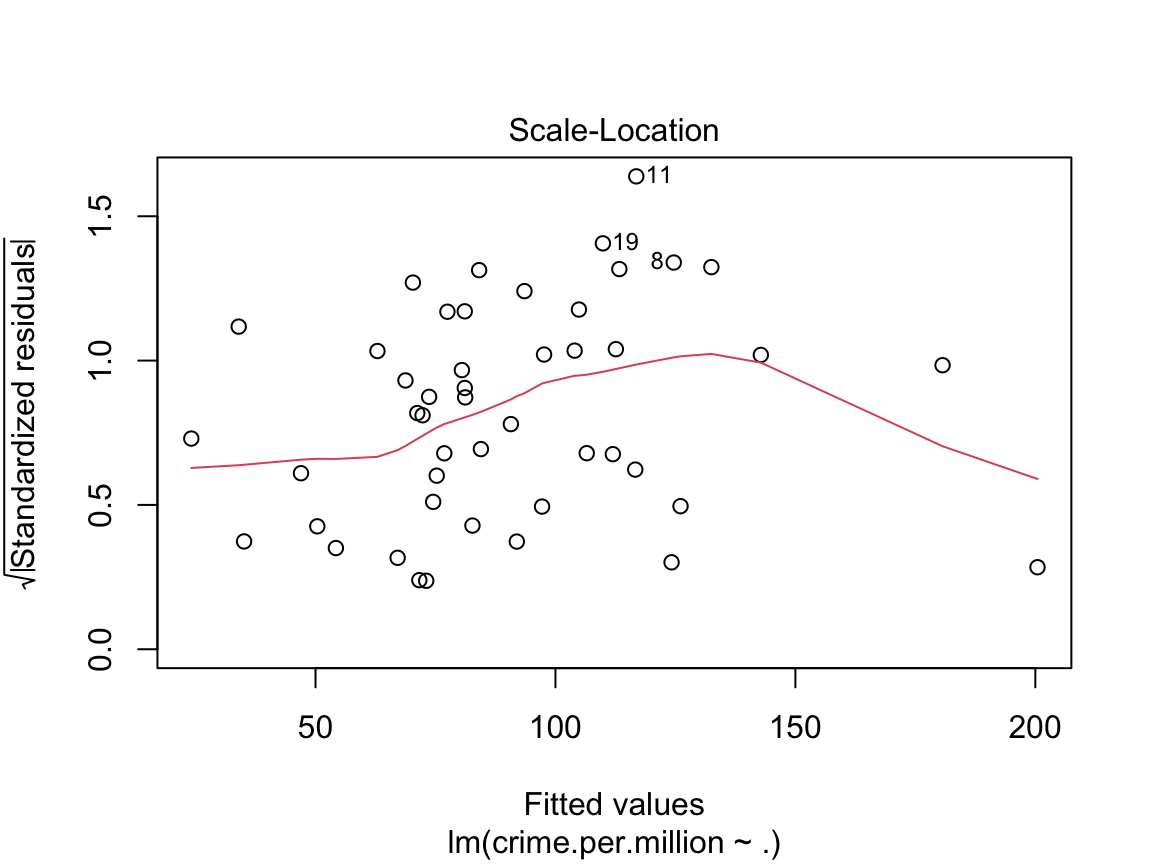 Scale-Location
√|Standardized residuals|
1.5
1.0
0.5
0.0
11
19
8
50 100 150 200
Fitted values
lm(crime.per.million ~ .)